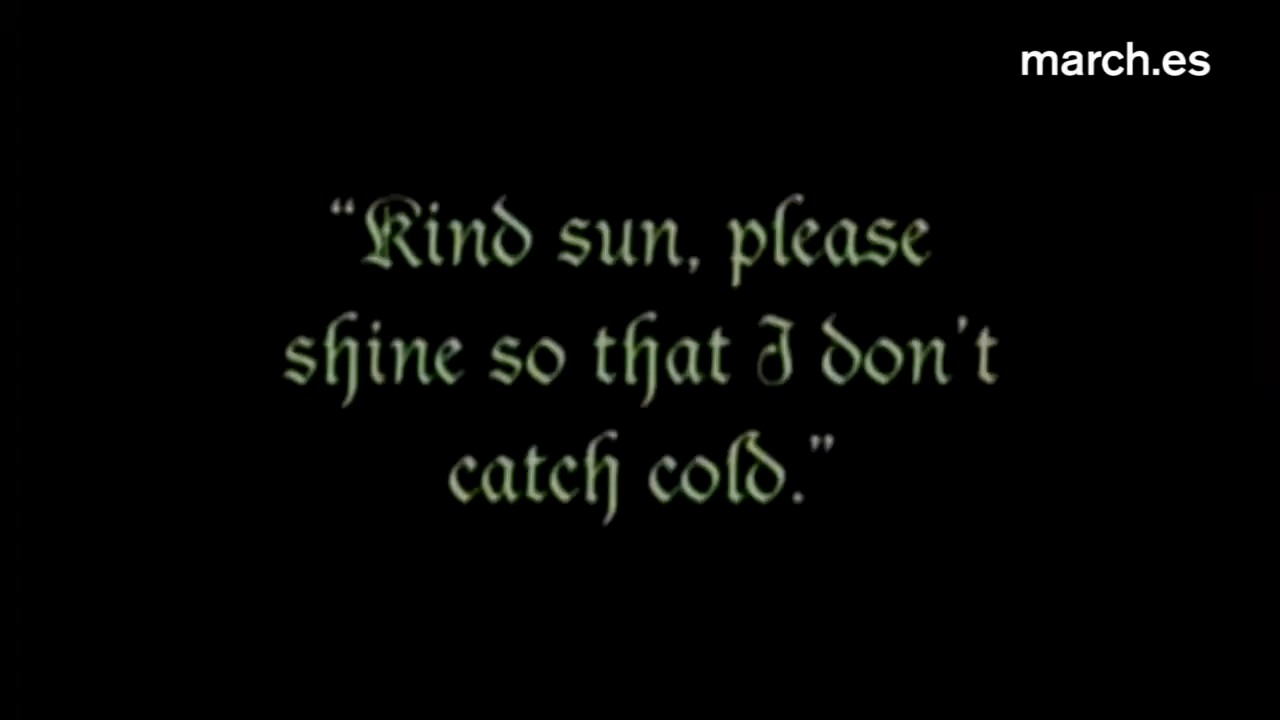 march.es
“Kind sun, please
shine so that I don't
catch cold.”